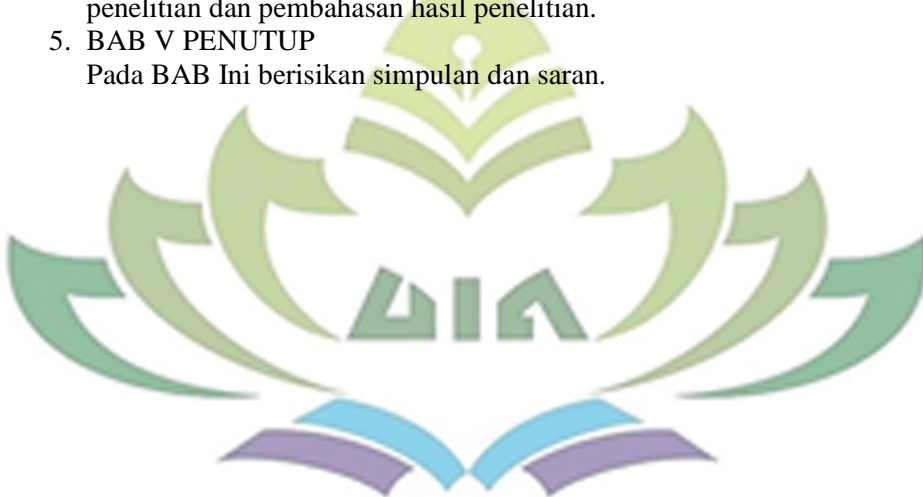 penelitian dan pembahasan hasil penelitian.
5. BAB V PENUTUP
Pada BAB Ini berisikan simpulan dan saran.